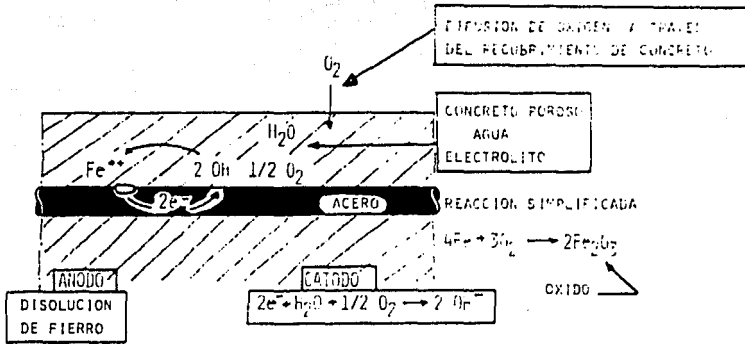 DIFUSION DE OXIGENO A TRAVES
DEL RECUBRIMIENTO DE CONCRETO
O2
CONCRETO POROSO
AGUA
ELECTROLITO
H2O
Fe++
2 Oh 1/2 O2
2e-
ACERO
REACCION SIMPLIFICADA
4Fe + 3O2 → 2Fe2O3
OXIDO
ANODO
DISOLUCION
DE FIERRO
CATODO
2e- + H2O + 1/2 O2 → 2 OH-